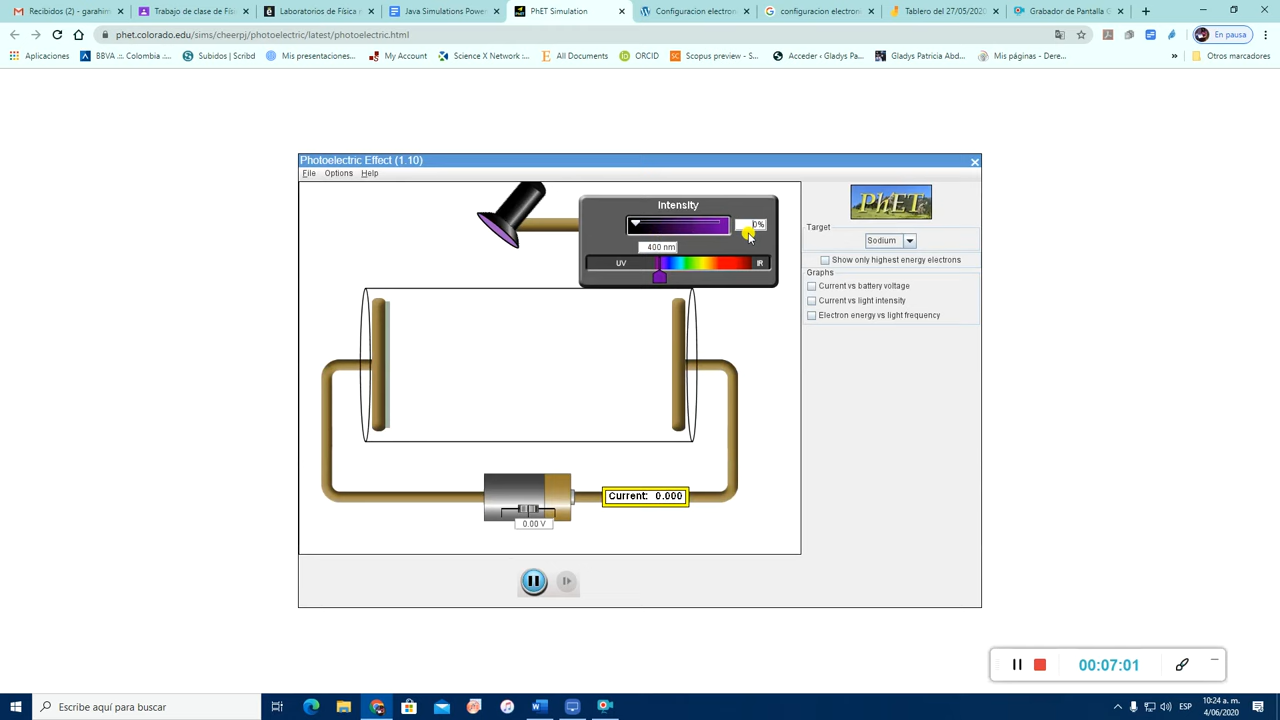 Recibidos (2) - garahim
Trabajo de clase de Fís
Laboratorios de Física
Java Simulations Power
PhET Simulation
Configuracion electron
configuracion electron
Tablero del 27/05/2020
Grabador de Pantalla G
phet.colorado.edu/sims/cheerpj/photoelectric/latest/photoelectric.html
En pausa
Aplicaciones
BBVA .::. Colombia .:...
Subidos | Scribd
Mis presentaciones...
My Account
Science X Network :...
All Documents
ORCID
Scopus preview - S...
Acceder ‹ Gladys Pa...
Gladys Patricia Abd...
Mis páginas - Dere...
»
Otros marcadores
Photoelectric Effect (1.10)
File Options Help
Intensity
0%
400 nm
UV
IR
PhET
Target
Sodium
Show only highest energy electrons
Graphs
Current vs battery voltage
Current vs light intensity
Electron energy vs light frequency
Current: 0.000
0.00 V
00:07:01
Escribe aquí para buscar
ESP
10:24 a. m.
4/06/2020